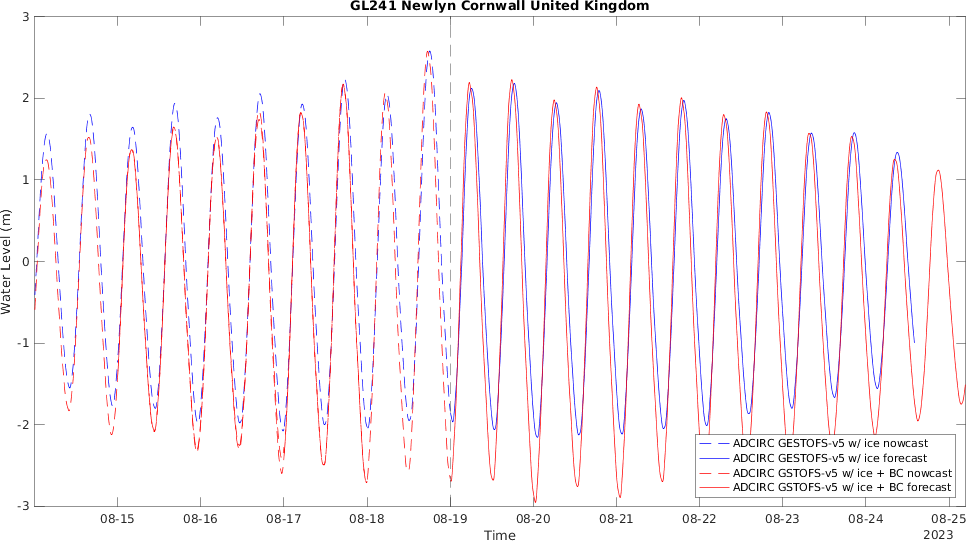 GL241 Newlyn Cornwall United Kingdom
3
2
1
0
-1
-2
-3
Water Level (m)
ADCIRC GESTOFS-v5 w/ ice nowcast
ADCIRC GESTOFS-v5 w/ ice forecast
ADCIRC GSTOFS-v5 w/ ice + BC nowcast
ADCIRC GSTOFS-v5 w/ ice + BC forecast
08-15 08-16 08-17 08-18 08-19 08-20 08-21 08-22 08-23 08-24 08-25
Time
2023